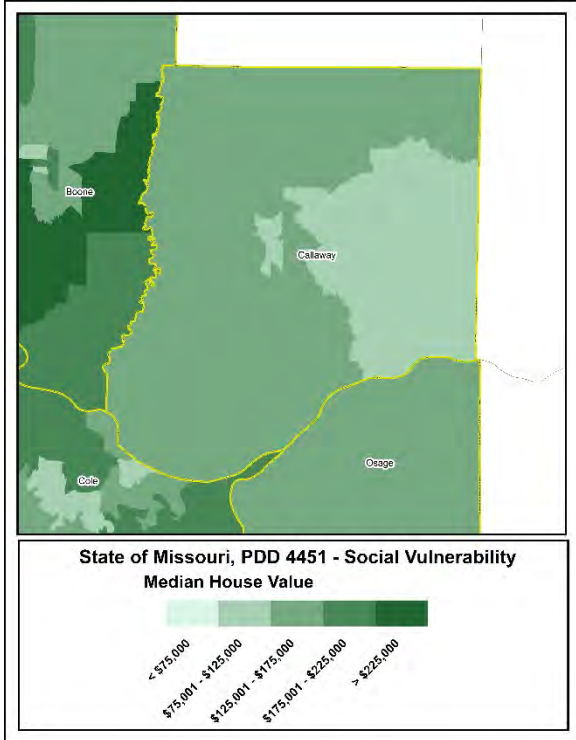 Boone
Callaway
Osage
Cole
State of Missouri, PDD 4451 - Social Vulnerability
Median House Value
< $75,000
$75,001 - $125,000
$125,001 - $175,000
$175,001 - $225,000
> $225,000